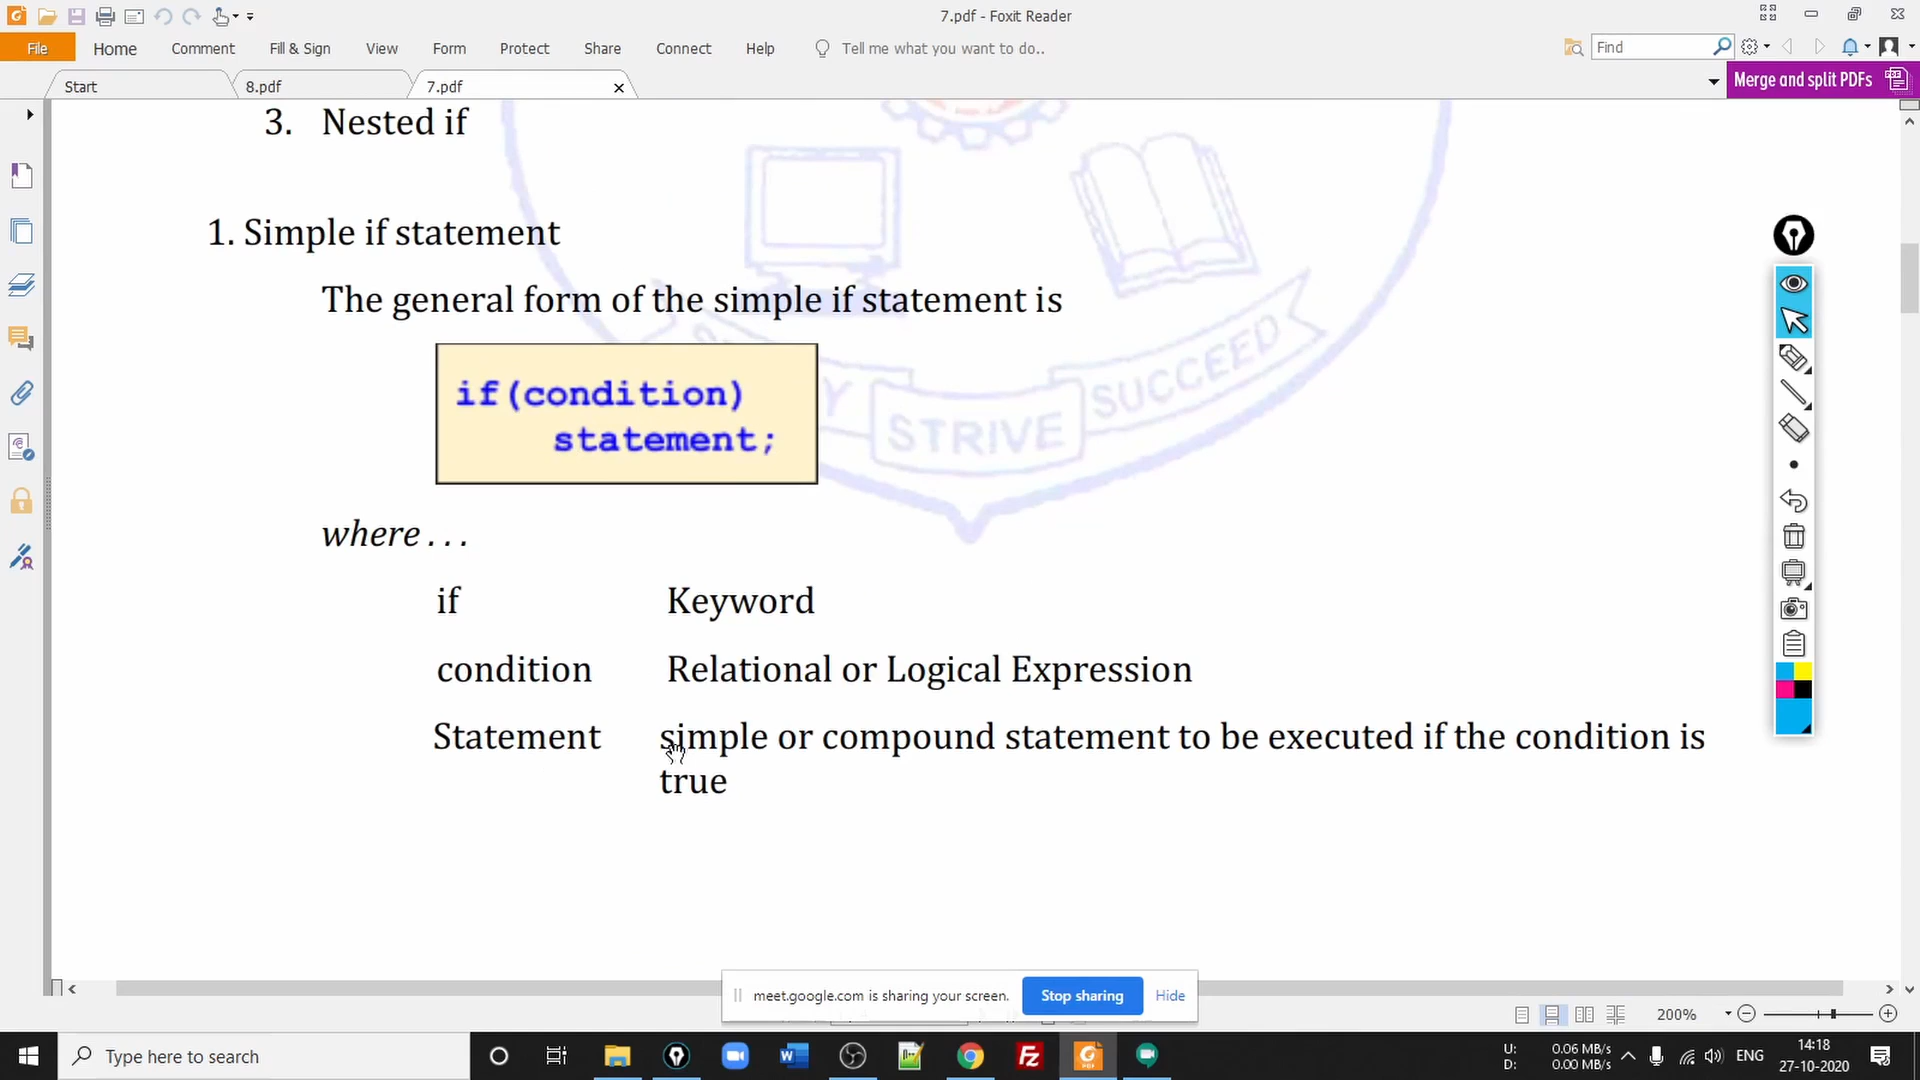 7.pdf - Foxit Reader
File Home Comment Fill & Sign View Form Protect Share Connect Help Tell me what you want to do.. Find
Start 8.pdf 7.pdf Merge and split PDFs
3. Nested if
1. Simple if statement
The general form of the simple if statement is
if(condition)
statement;
SUCCEED
STRIVE
where . . .
if Keyword
condition Relational or Logical Expression
Statement simple or compound statement to be executed if the condition is
true
meet.google.com is sharing your screen. Stop sharing Hide
200%
Type here to search
U: 0.06 MB/s
D: 0.00 MB/s
ENG
14:18
27-10-2020